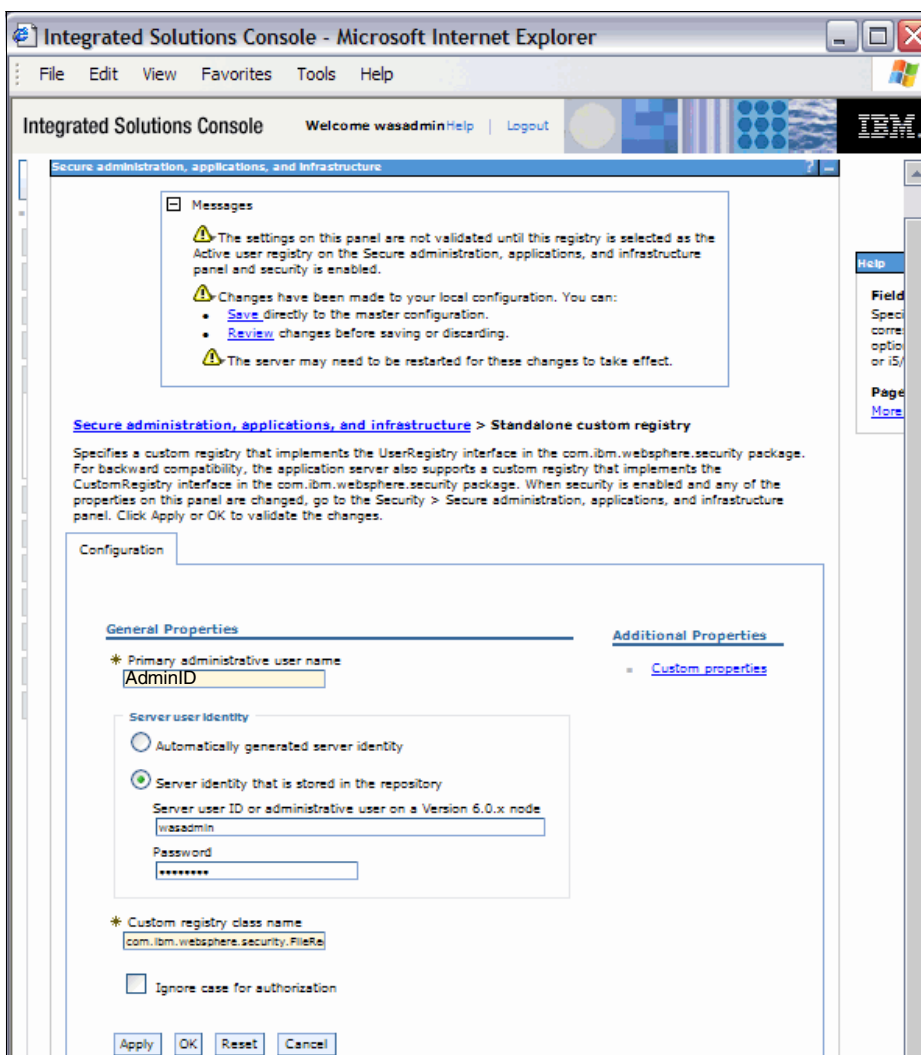 Integrated Solutions Console - Microsoft Internet Explorer
File Edit View Favorites Tools Help
Integrated Solutions Console Welcome wasadmin Help | Logout IBM.
Secure administration, applications, and infrastructure ? -
Messages
The settings on this panel are not validated until this registry is selected as the
Active user registry on the Secure administration, applications, and infrastructure
panel and security is enabled.
Changes have been made to your local configuration. You can:
• Save directly to the master configuration.
• Review changes before saving or discarding.
The server may need to be restarted for these changes to take effect.
Help
Field
Speci
corre
optio
or i5/
Page
More
Secure administration, applications, and infrastructure > Standalone custom registry
Specifies a custom registry that implements the UserRegistry interface in the com.ibm.websphere.security package.
For backward compatibility, the application server also supports a custom registry that implements the
CustomRegistry interface in the com.ibm.websphere.security package. When security is enabled and any of the
properties on this panel are changed, go to the Security > Secure administration, applications, and infrastructure
panel. Click Apply or OK to validate the changes.
Configuration
General Properties
* Primary administrative user name
AdminID
Server user identity
Automatically generated server identity
Server identity that is stored in the repository
Server user ID or administrative user on a Version 6.0.x node
wasadmin
Password
••••••••
* Custom registry class name
com.ibm.websphere.security.FileRe
Ignore case for authorization
Apply OK Reset Cancel
Additional Properties
Custom properties